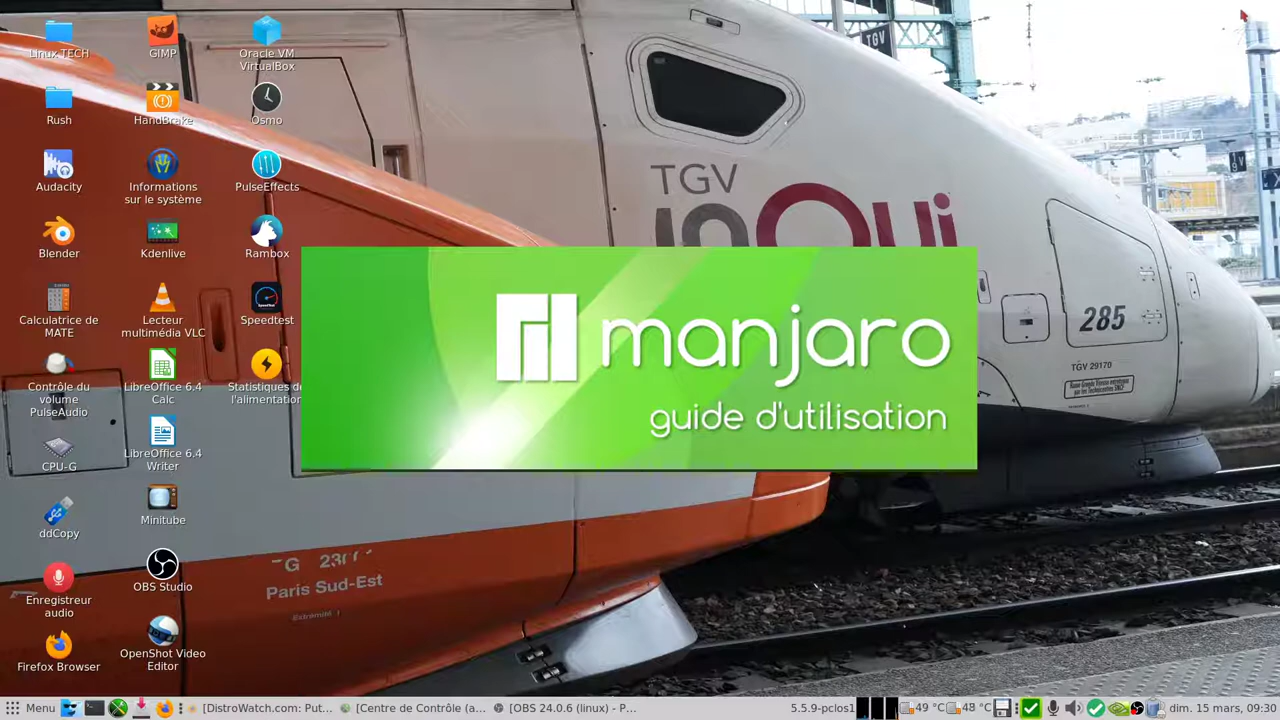 Linux TECH
GIMP
Oracle VM
VirtualBox
Rush
HandBrake
Osmo
Audacity
Informations
sur le système
PulseEffects
Blender
Kdenlive
Rambox
Calculatrice de
MATE
Lecteur
multimédia VLC
Speedtest
Contrôle du
volume
PulseAudio
LibreOffice 6.4
Calc
Statistiques de
l'alimentation
CPU-G
LibreOffice 6.4
Writer
ddCopy
Minitube
Enregistreur
audio
OBS Studio
Firefox Browser
OpenShot Video
Editor
TGV
TGV
inOui
285
TGV 29170
manjaro
guide d'utilisation
Paris Sud-Est
Menu
[DistroWatch.com: Put...
[Centre de Contrôle (a...
[OBS 24.0.6 (linux) - P...
5.5.9-pclos1
49 °C
48 °C
dim. 15 mars, 09:30